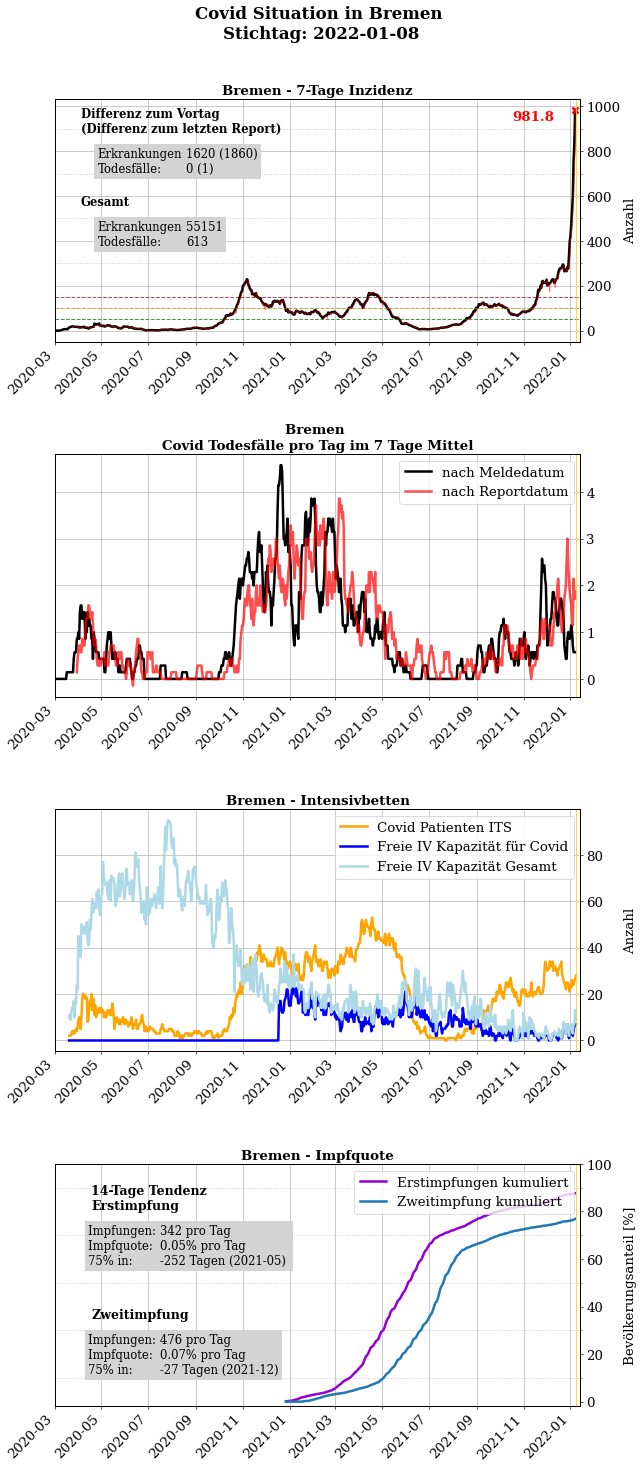 Covid Situation in Bremen
Stichtag: 2022-01-08
Bremen - 7-Tage Inzidenz
Differenz zum Vortag
(Differenz zum letzten Report)
Erkrankungen 1620 (1860)
Todesfälle: 0 (1)
Gesamt
Erkrankungen 55151
Todesfälle: 613
981.8
1000
800
600
400
200
0
Anzahl
2020-03
2020-05
2020-07
2020-09
2020-11
2021-01
2021-03
2021-05
2021-07
2021-09
2021-11
2022-01
Bremen
Covid Todesfälle pro Tag im 7 Tage Mittel
nach Meldedatum
nach Reportdatum
4
3
2
1
0
2020-03
2020-05
2020-07
2020-09
2020-11
2021-01
2021-03
2021-05
2021-07
2021-09
2021-11
2022-01
Bremen - Intensivbetten
Covid Patienten ITS
Freie IV Kapazität für Covid
Freie IV Kapazität Gesamt
80
60
40
20
0
Anzahl
2020-03
2020-05
2020-07
2020-09
2020-11
2021-01
2021-03
2021-05
2021-07
2021-09
2021-11
2022-01
Bremen - Impfquote
14-Tage Tendenz
Erstimpfung
Impfungen: 342 pro Tag
Impfquote: 0.05% pro Tag
75% in: -252 Tagen (2021-05)
Zweitimpfung
Impfungen: 476 pro Tag
Impfquote: 0.07% pro Tag
75% in: -27 Tagen (2021-12)
Erstimpfungen kumuliert
Zweitimpfung kumuliert
100
80
60
40
20
0
Bevölkerungsanteil [%]
2020-03
2020-05
2020-07
2020-09
2020-11
2021-01
2021-03
2021-05
2021-07
2021-09
2021-11
2022-01